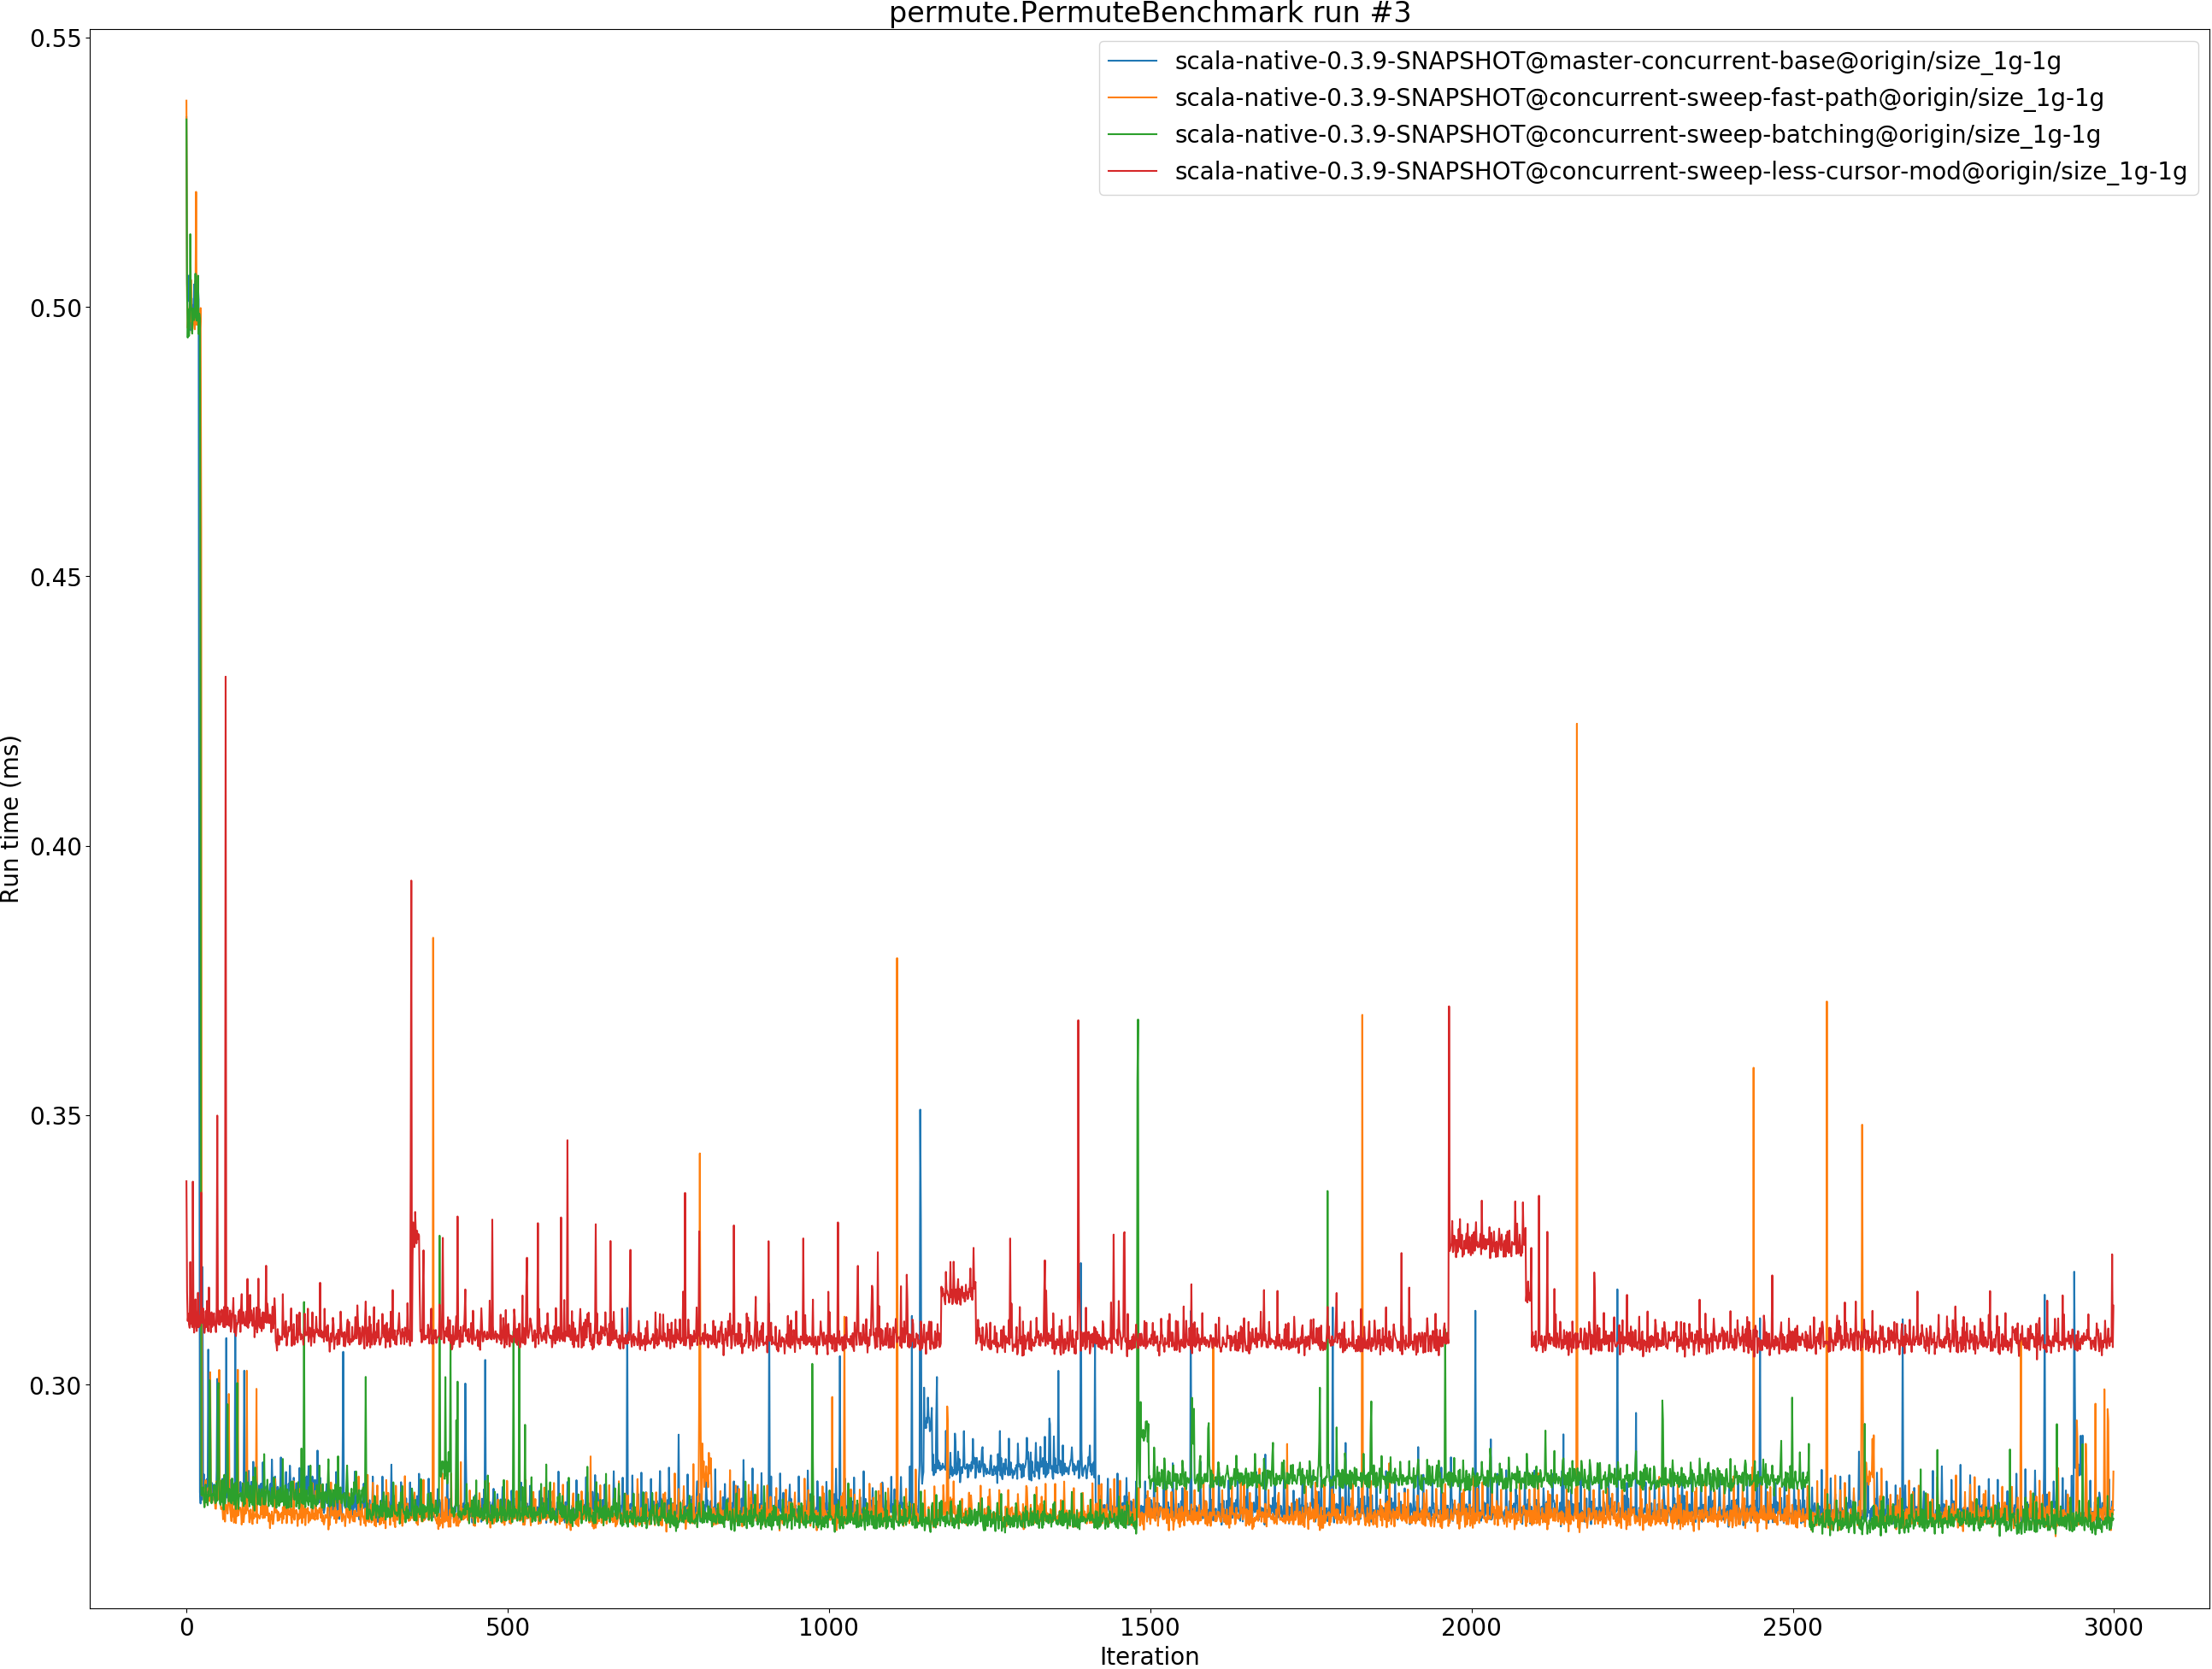 permute.PermuteBenchmark run #3
scala-native-0.3.9-SNAPSHOT@master-concurrent-base@origin/size_1g-1g
scala-native-0.3.9-SNAPSHOT@concurrent-sweep-fast-path@origin/size_1g-1g
scala-native-0.3.9-SNAPSHOT@concurrent-sweep-batching@origin/size_1g-1g
scala-native-0.3.9-SNAPSHOT@concurrent-sweep-less-cursor-mod@origin/size_1g-1g
Run time (ms)
0.55
0.50
0.45
0.40
0.35
0.30
0 500 1000 1500 2000 2500 3000
Iteration